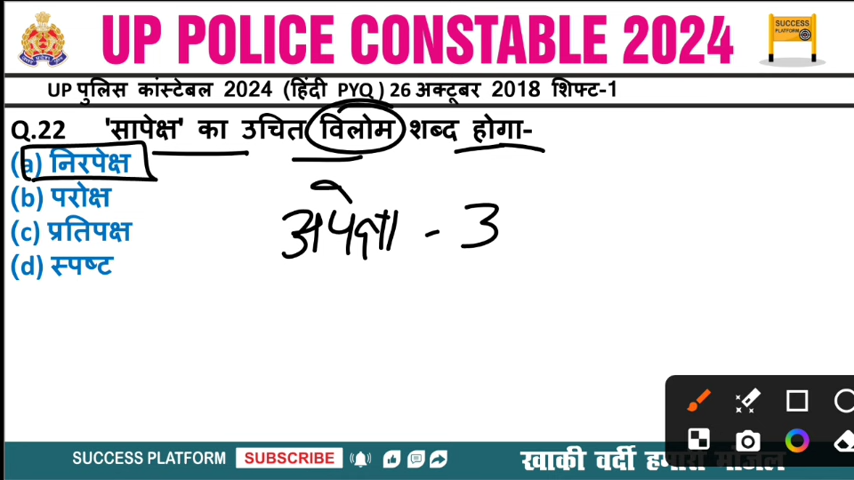 UP POLICE CONSTABLE 2024
SUCCESS
PLATFORM
UP पुलिस कांस्टेबल 2024 (हिंदी PYQ ) 26 अक्टूबर 2018 शिफ्ट-1
Q.22 'सापेक्ष' का उचित विलोम शब्द होगा-
(a) निरपेक्ष
(b) परोक्ष
(c) प्रतिपक्ष
(d) स्पष्ट
अपेक्षा - उ
SUCCESS PLATFORM SUBSCRIBE खाकी वर्दी हमारी मंजिल